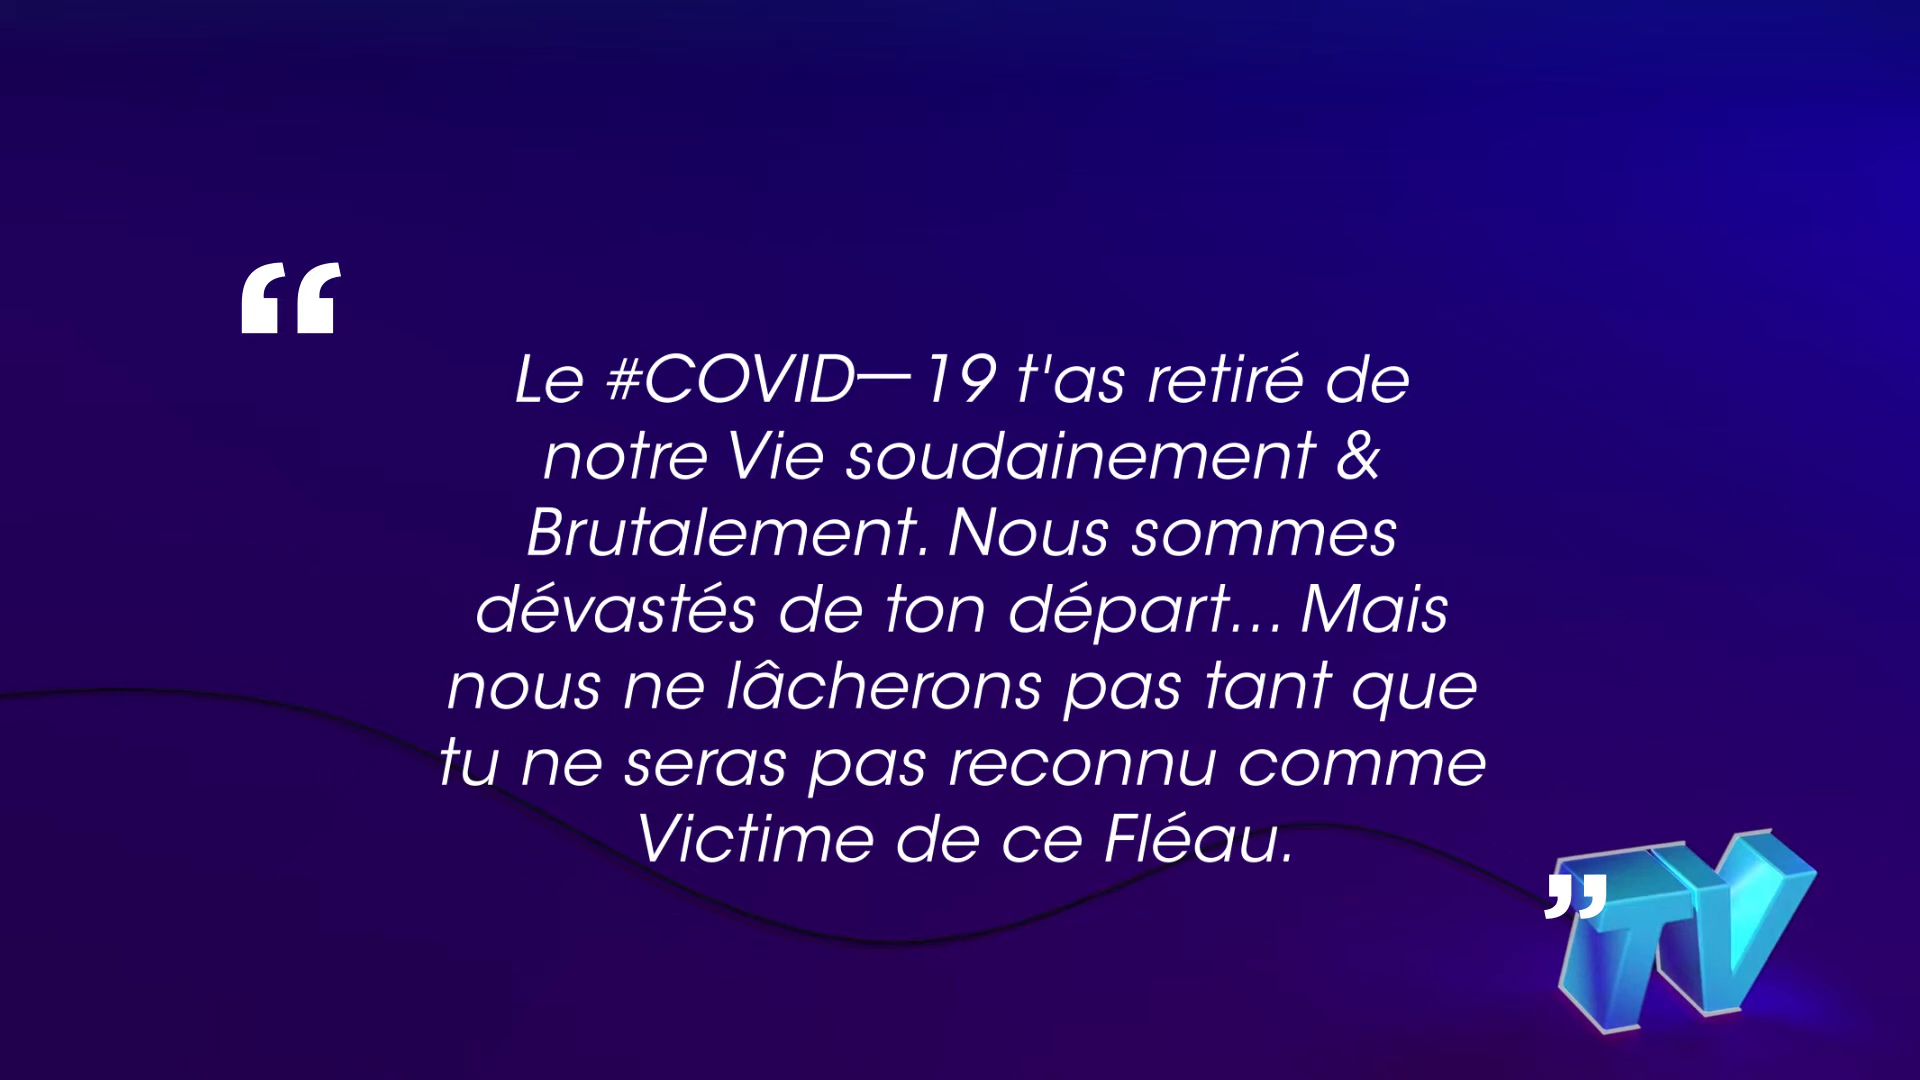 “
Le #COVID—19 t'as retiré de
notre Vie soudainement &
Brutalement. Nous sommes
dévastés de ton départ... Mais
nous ne lâcherons pas tant que
tu ne seras pas reconnu comme
Victime de ce Fléau.
”
TV